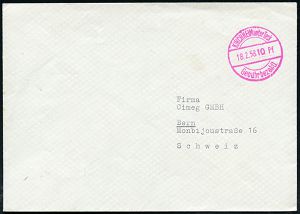 18.2.56 10 Pf
Gebühr bezahlt
Firma
Cimeg GMBH
Bern
Monbijoustraße 16
Schweiz